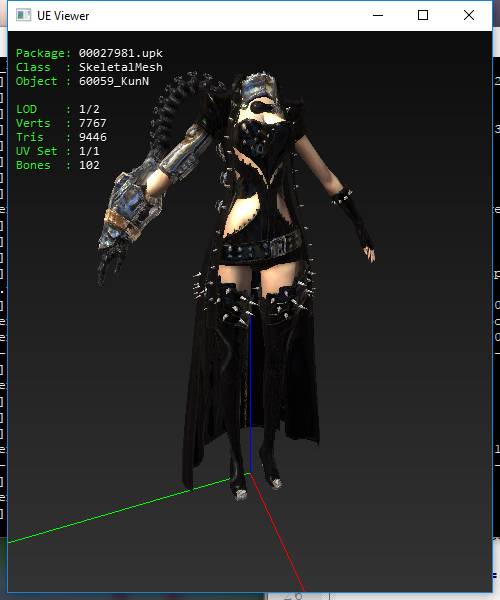 UE Viewer
Package: 00027981.upk
Class : SkeletalMesh
Object : 60059_KunN
LOD : 1/2
Verts : 7767
Tris : 9446
UV Set : 1/1
Bones : 102